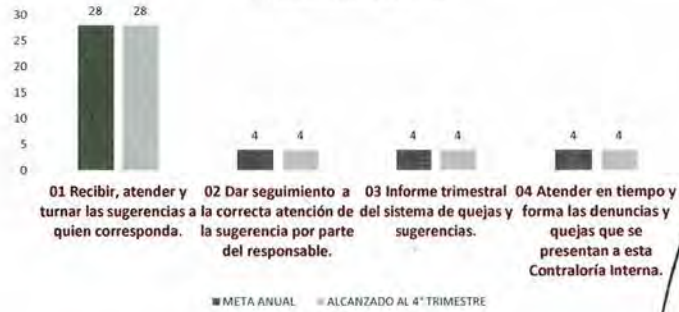 30
25
20
15
10
5
0
28 28
4 4
4 4
4 4
01 Recibir, atender y
turnar las sugerencias a
quien corresponda.
02 Dar seguimiento a
la correcta atención de
la sugerencia por parte
del responsable.
03 Informe trimestral
del sistema de quejas y
sugerencias.
04 Atender en tiempo y
forma las denuncias y
quejas que se
presentan a esta
Contraloría Interna.
META ANUAL ALCANZADO AL 4° TRIMESTRE